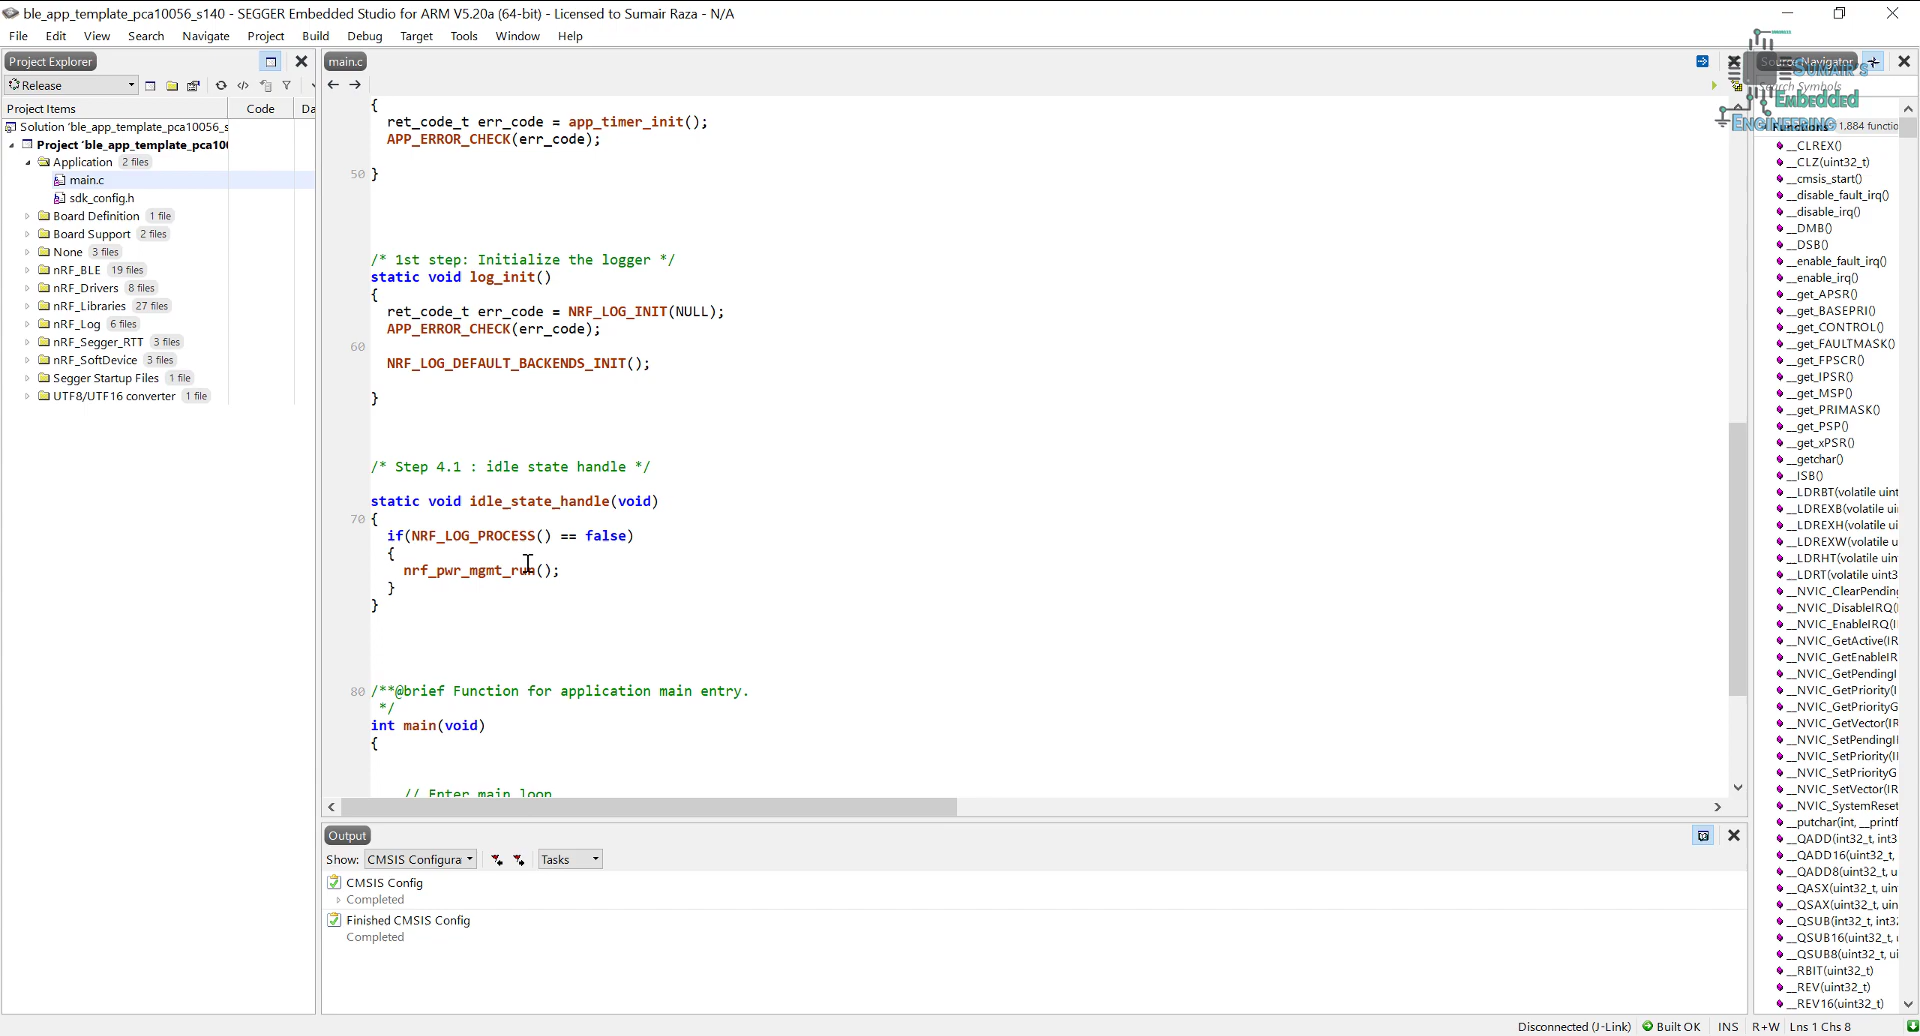 ble_app_template_pca10056_s140 - SEGGER Embedded Studio for ARM V5.20a (64-bit) - Licensed to Sumair Raza - N/A
File Edit View Search Navigate Project Build Debug Target Tools Window Help
Project Explorer
Release
Project Items Code Da
Solution 'ble_app_template_pca10056_s
Project 'ble_app_template_pca100
Application 2 files
main.c
sdk_config.h
Board Definition 1 file
Board Support 2 files
None 3 files
nRF_BLE 19 files
nRF_Drivers 8 files
nRF_Libraries 27 files
nRF_Log 6 files
nRF_Segger_RTT 3 files
nRF_SoftDevice 3 files
Segger Startup Files 1 file
UTF8/UTF16 converter 1 file
main.c
{
ret_code_t err_code = app_timer_init();
APP_ERROR_CHECK(err_code);
50 }
/* 1st step: Initialize the logger */
static void log_init()
{
ret_code_t err_code = NRF_LOG_INIT(NULL);
APP_ERROR_CHECK(err_code);
60
NRF_LOG_DEFAULT_BACKENDS_INIT();
}
/* Step 4.1 : idle state handle */
static void idle_state_handle(void)
70 {
if(NRF_LOG_PROCESS() == false)
{
nrf_pwr_mgmt_run();
}
}
80 /**@brief Function for application main entry.
*/
int main(void)
{
// Enter main loop
Output
Show: CMSIS Configura Tasks
CMSIS Config
Completed
Finished CMSIS Config
Completed
Source Navigator
Search Symbols
SUMAIR'S
Embedded
ENGINEERING
Functions 1,884 functio
__CLREX()
__CLZ(uint32_t)
__cmsis_start()
__disable_fault_irq()
__disable_irq()
__DMB()
__DSB()
__enable_fault_irq()
__enable_irq()
__get_APSR()
__get_BASEPRI()
__get_CONTROL()
__get_FAULTMASK()
__get_FPSCR()
__get_IPSR()
__get_MSP()
__get_PRIMASK()
__get_PSP()
__get_xPSR()
__getchar()
__ISB()
__LDRBT(volatile uint
__LDREXB(volatile ui
__LDREXH(volatile ui
__LDREXW(volatile ui
__LDRHT(volatile uint
__LDRT(volatile uint3
__NVIC_ClearPending
__NVIC_DisableIRQ(I
__NVIC_EnableIRQ(II
__NVIC_GetActive(IR
__NVIC_GetEnableIR
__NVIC_GetPendingI
__NVIC_GetPriority(I
__NVIC_GetPriorityG
__NVIC_GetVector(IR
__NVIC_SetPendingI
__NVIC_SetPriority(II
__NVIC_SetPriorityG
__NVIC_SetVector(IR
__NVIC_SystemReset
__putchar(int, __printf
__QADD(int32_t, int3
__QADD16(uint32_t,
__QADD8(uint32_t, u
__QASX(uint32_t, uin
__QSAX(uint32_t, uin
__QSUB(int32_t, int3
__QSUB16(uint32_t, u
__QSUB8(uint32_t, ui
__RBIT(uint32_t)
__REV(uint32_t)
__REV16(uint32_t)
Disconnected (J-Link) Built OK INS R+W Lns 1 Chs 8